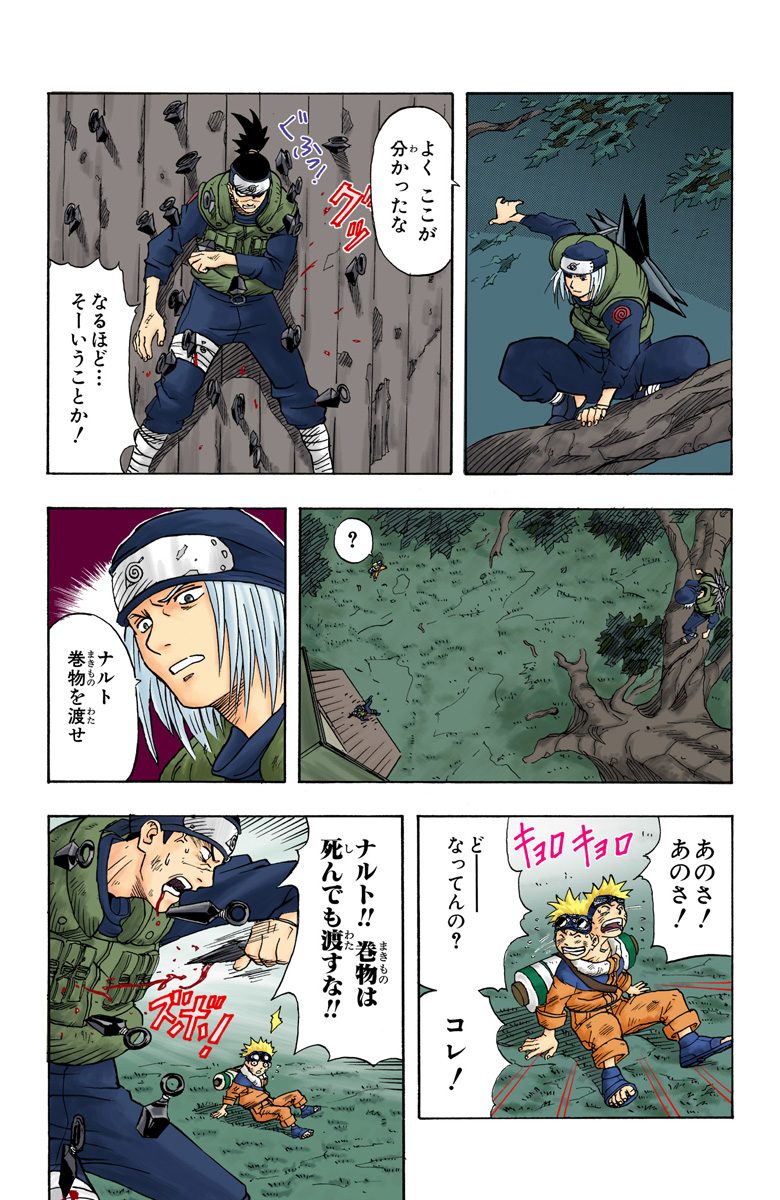 よくここが
分かったな
ぐふっ!
グッ
なるほど…
そーいうことか!
?
ナルト
巻物を渡せ
あのさ!
あのさ!
キョロキョロ
どー
なってんの?
コレ!
ナルト!!巻物は
死んでも渡すな!!
ズボ!